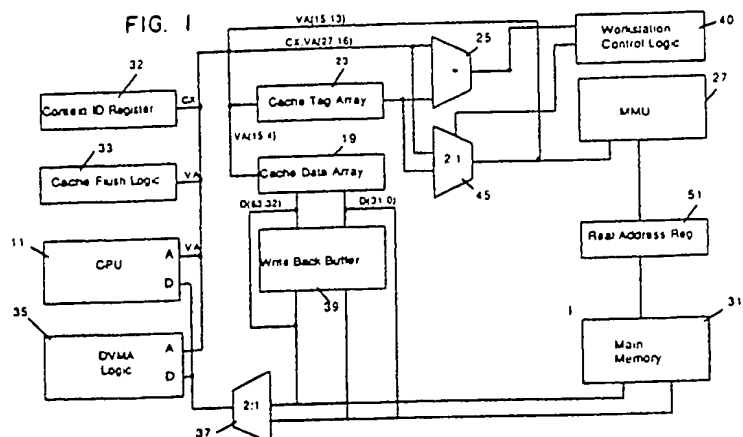 FIG. 1
VA(15:13)
CX,VA(27:16)
25
Workstation
Control Logic
40
32
Context ID Register
CX
23
Cache Tag Array
27
MMU
VA(15:4)
33
Cache Flush Logic
VA
19
Cache Data Array
2:1
45
D(63:32)
D(31:0)
51
Real Address Reg
11
CPU
A
D
VA
Write Back Buffer
39
35
DVMA
Logic
A
D
31
Main
Memory
2:1
37